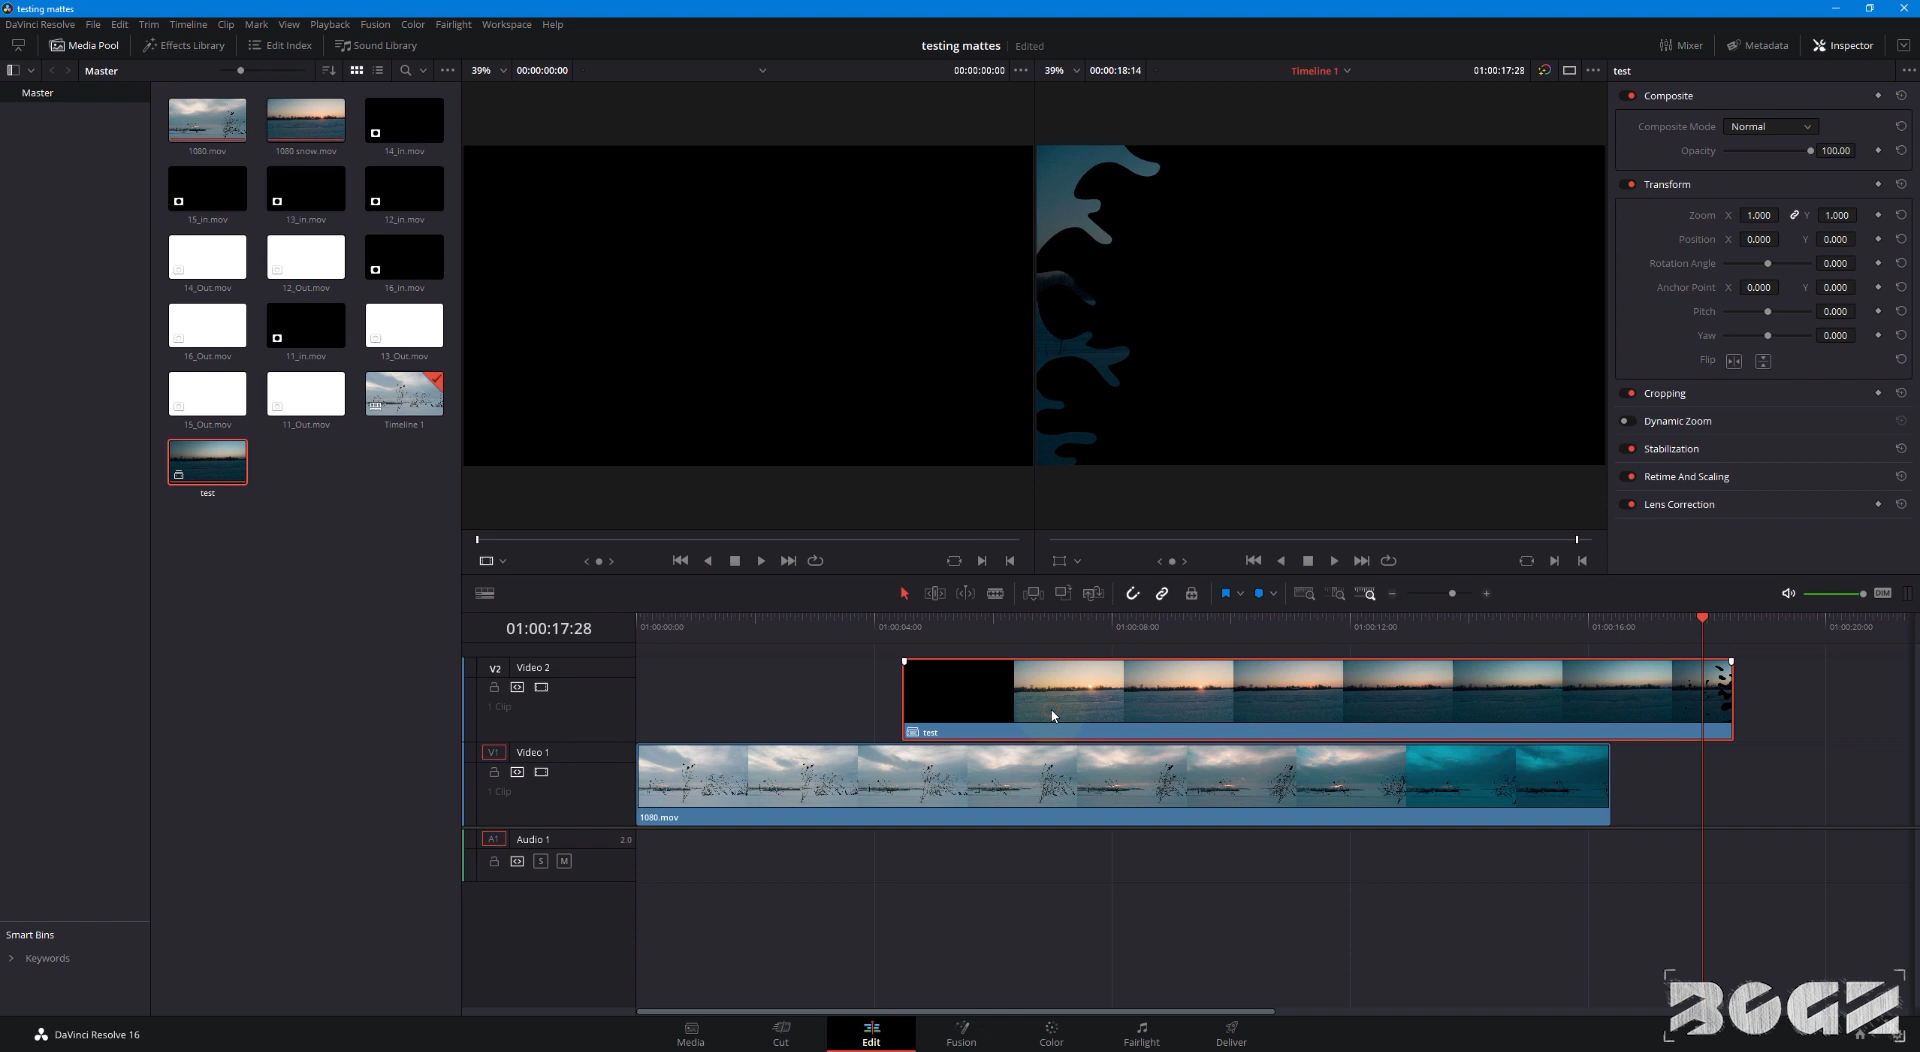 testing mattes
DaVinci Resolve File Edit Trim Timeline Clip Mark View Playback Fusion Color Fairlight Workspace Help
Media Pool Effects Library Edit Index Sound Library testing mattes Edited Mixer Metadata Inspector
Master 39% 00:00:00:00 00:00:00:00 39% 00:00:18:14 Timeline 1 01:00:17:28 test
Master
1080.mov 1080 snow.mov 14_in.mov
15_in.mov 13_in.mov 12_in.mov
14_Out.mov 12_Out.mov 16_in.mov
16_Out.mov 11_in.mov 13_Out.mov
15_Out.mov 11_Out.mov Timeline 1
test
Composite
Composite Mode Normal
Opacity 100.00
Transform
Zoom X 1.000 Y 1.000
Position X 0.000 Y 0.000
Rotation Angle 0.000
Anchor Point X 0.000 Y 0.000
Pitch 0.000
Yaw 0.000
Flip
Cropping
Dynamic Zoom
Stabilization
Retime And Scaling
Lens Correction
DIM
01:00:17:28 01:00:00:00 01:00:04:00 01:00:08:00 01:00:12:00 01:00:16:00 01:00:20:00
V2 Video 2
1 Clip
test
V1 Video 1
1 Clip
1080.mov
A1 Audio 1 2.0
S M
Smart Bins
Keywords
BOGZ
DaVinci Resolve 16 Media Cut Edit Fusion Color Fairlight Deliver